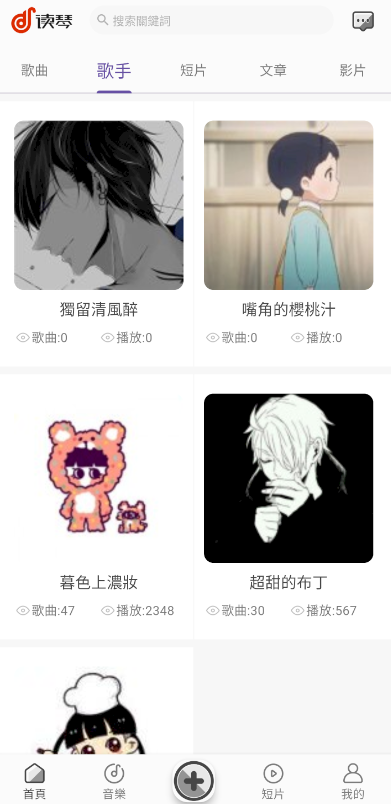 读琴
搜索關鍵詞
歌曲 歌手 短片 文章 影片
獨留清風醉 嘴角的櫻桃汁
歌曲:0 播放:0 歌曲:0 播放:0
暮色上濃妝 超甜的布丁
歌曲:47 播放:2348 歌曲:30 播放:567
首頁 音樂 短片 我的